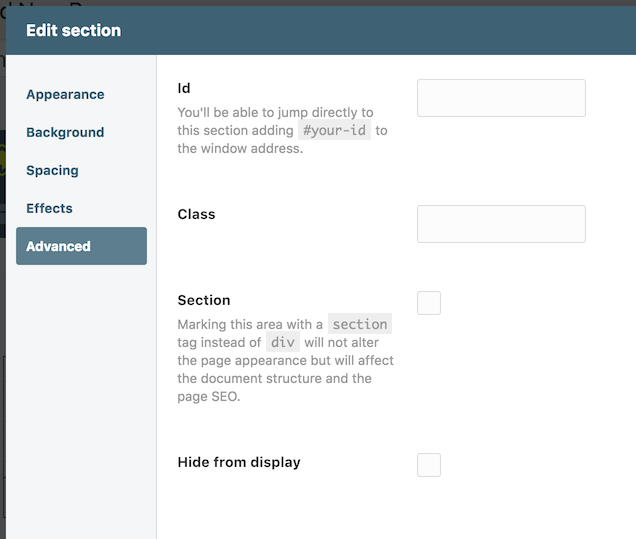 Edit section
Appearance
Background
Spacing
Effects
Advanced
Id
You'll be able to jump directly to
this section adding #your-id to
the window address.
Class
Section
Marking this area with a section
tag instead of div will not alter
the page appearance but will affect
the document structure and the
page SEO.
Hide from display